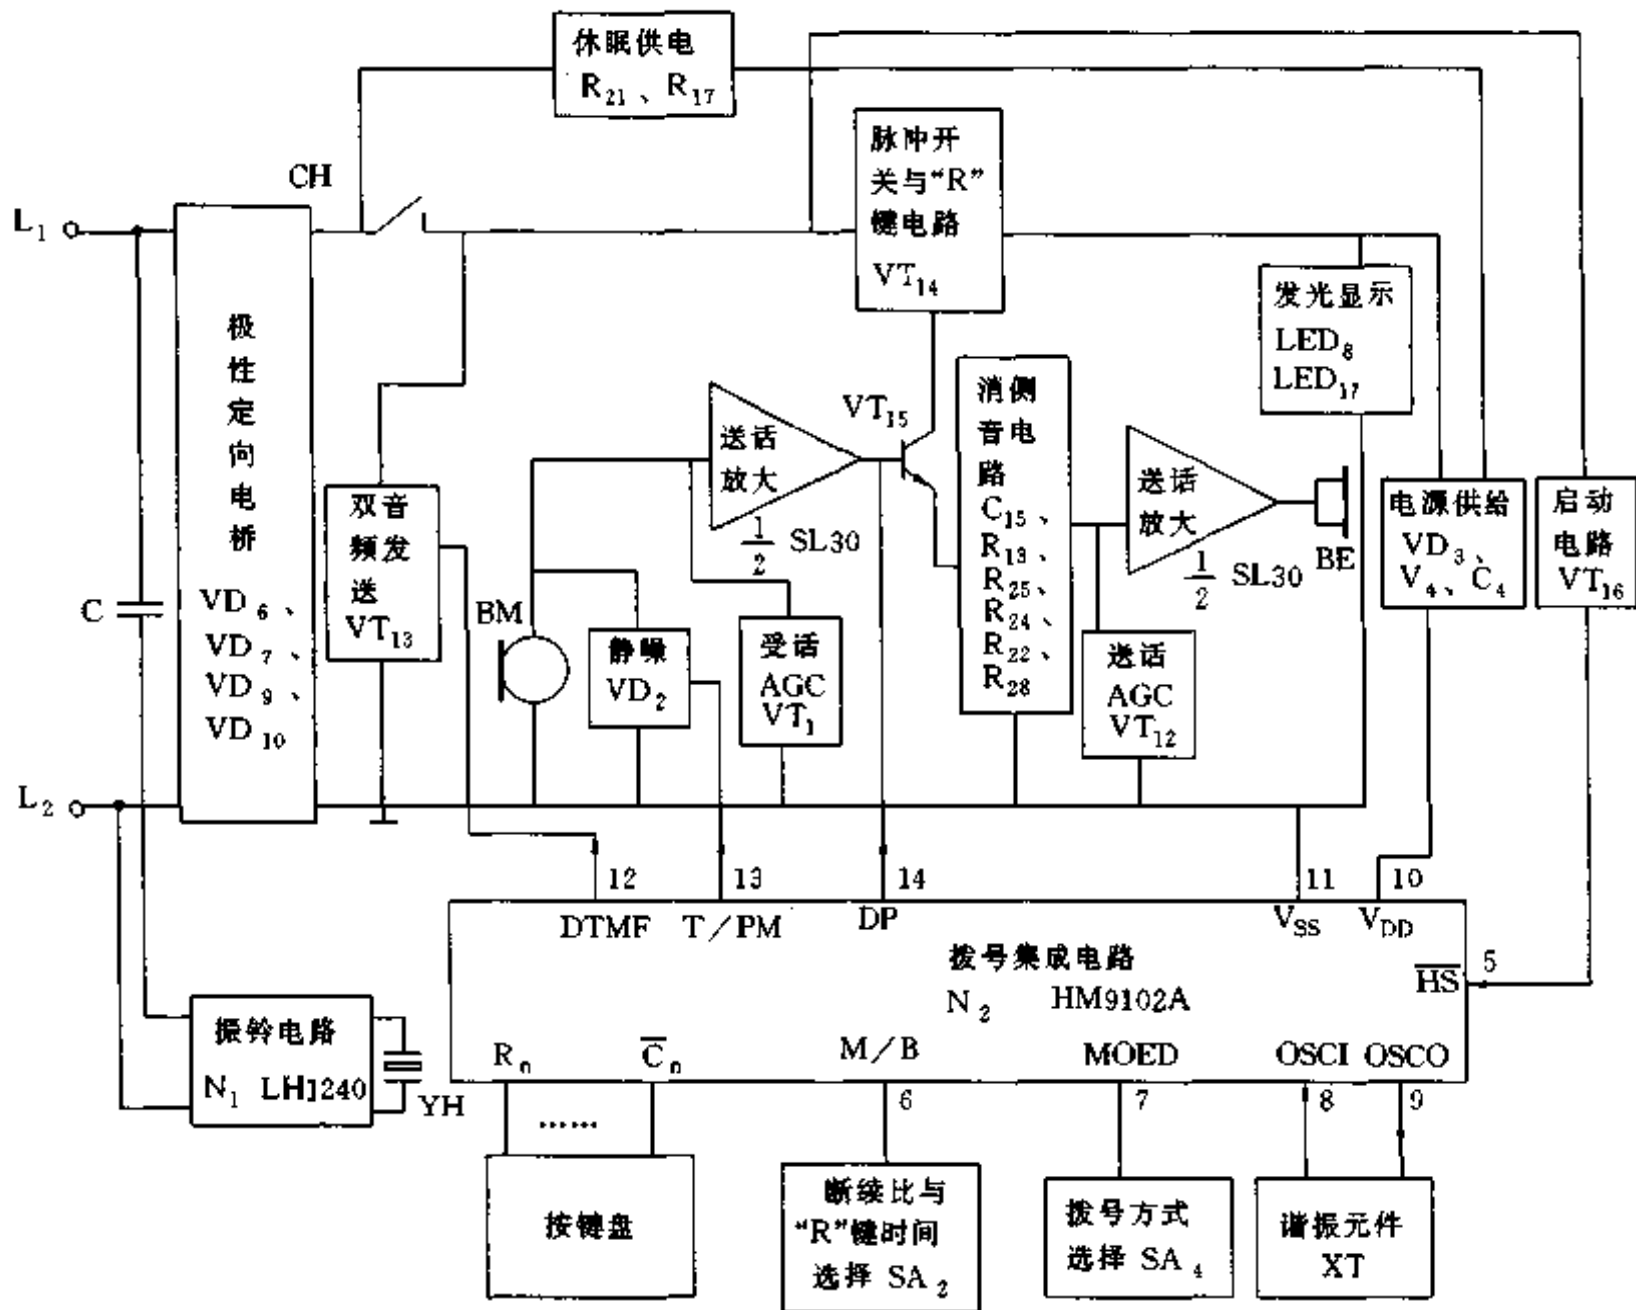 休眠供电
R21、R17
CH
L1
脉冲开
关与“R”
键电路
VT14
发光显示
LED8
LED17
极
性
定
向
电
桥
VD6、
VD7、
VD9、
VD10
双音
频发
送
VT13
C
L2
BM
送话
放大
1/2 SL30
VT15
静噪
VD2
受话
AGC
VT1
消侧
音电
路
C15、
R13、
R25、
R24、
R22、
R28
送话
放大
1/2 SL30
BE
送话
AGC
VT12
电源供给
VD3、
V4、C4
启动
电路
VT16
12
13
14
11
10
DTMF
T/PM
DP
VSS
VDD
拨号集成电路
N2 HM9102A
H̅S̅
5
Rn
C̅n
M/B
MOED
OSCI
OSCO
6
7
8
9
振铃电路
N1 LH1240
YH
……
按键盘
断续比与
“R”键时间
选择 SA2
拨号方式
选择 SA4
谐振元件
XT